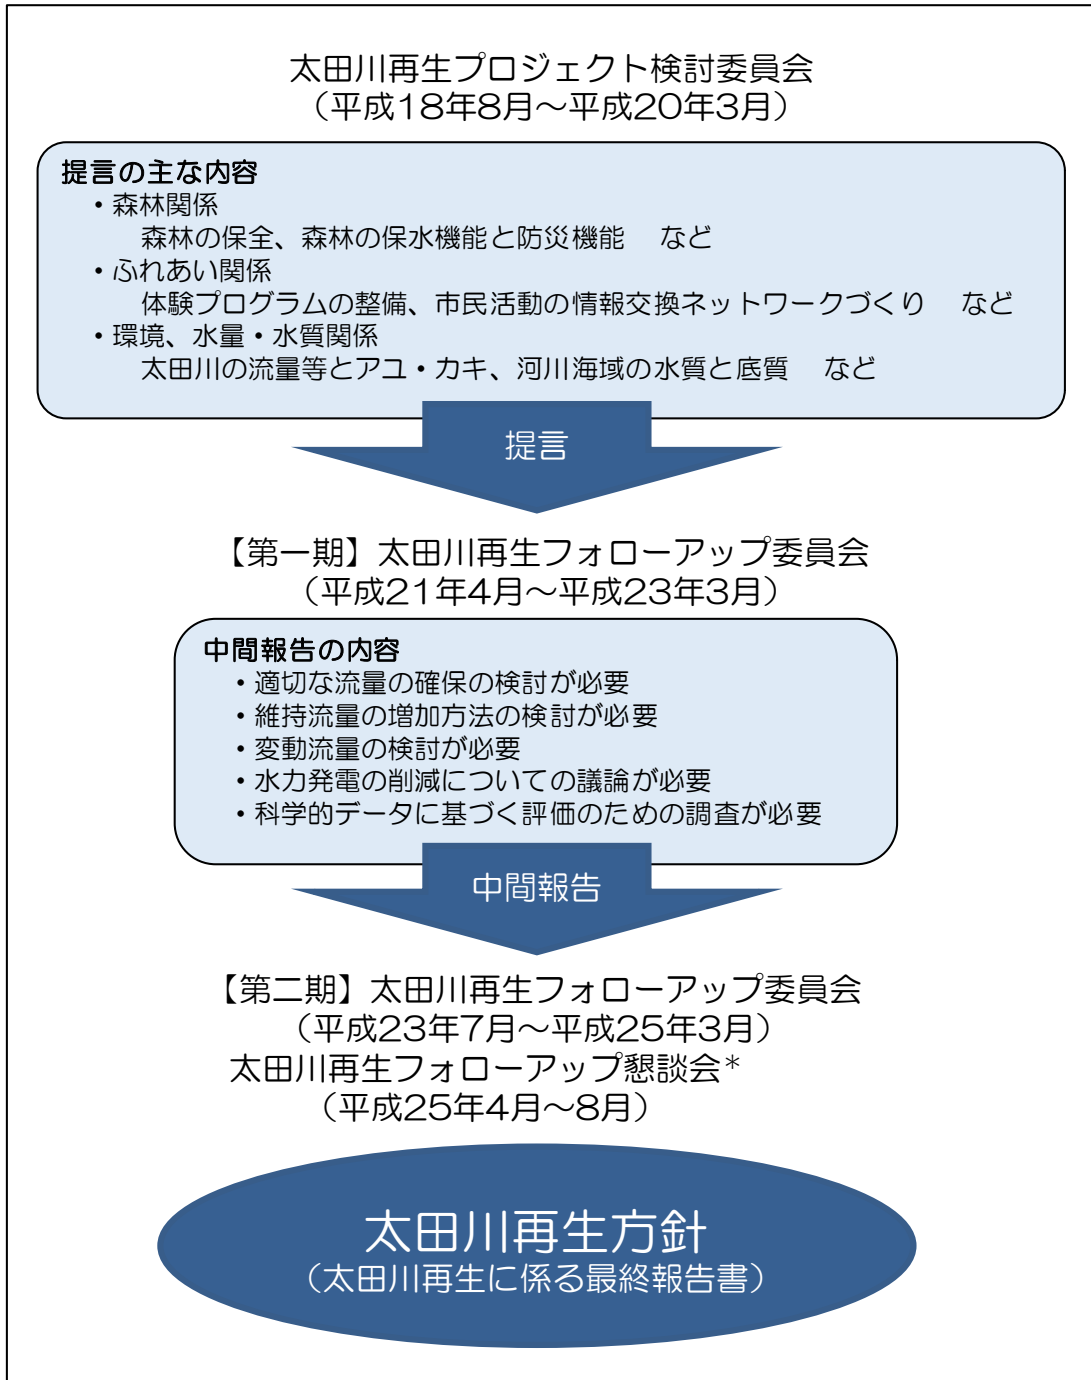 太田川再生プロジェクト検討委員会
（平成18年8月～平成20年3月）
提言の主な内容
・森林関係
森林の保全、森林の保水機能と防災機能　など
・ふれあい関係
体験プログラムの整備、市民活動の情報交換ネットワークづくり　など
・環境、水量・水質関係
太田川の流量等とアユ・カキ、河川海域の水質と底質　など
提言
【第一期】太田川再生フォローアップ委員会
（平成21年4月～平成23年3月）
中間報告の内容
・適切な流量の確保の検討が必要
・維持流量の増加方法の検討が必要
・変動流量の検討が必要
・水力発電の削減についての議論が必要
・科学的データに基づく評価のための調査が必要
中間報告
【第二期】太田川再生フォローアップ委員会
（平成23年7月～平成25年3月）
太田川再生フォローアップ懇談会*
（平成25年4月～8月）
太田川再生方針
（太田川再生に係る最終報告書）